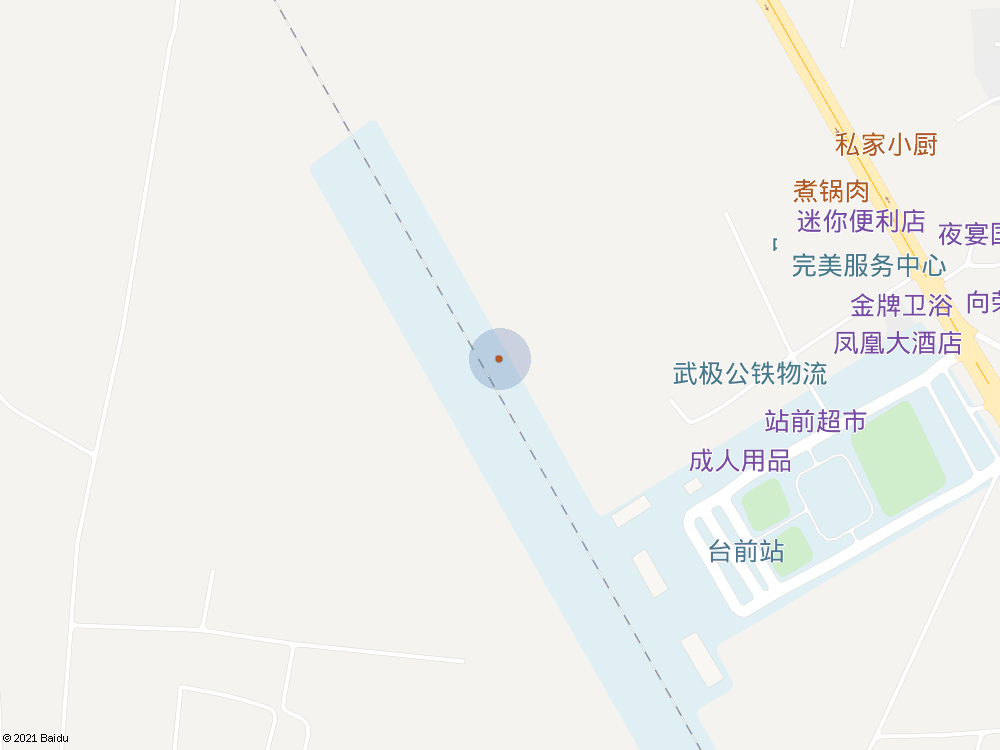 私家小厨
煮锅肉
迷你便利店
夜宴国
完美服务中心
金牌卫浴
向荣
凤凰大酒店
武极公铁物流
站前超市
成人用品
台前站
© 2021 Baidu